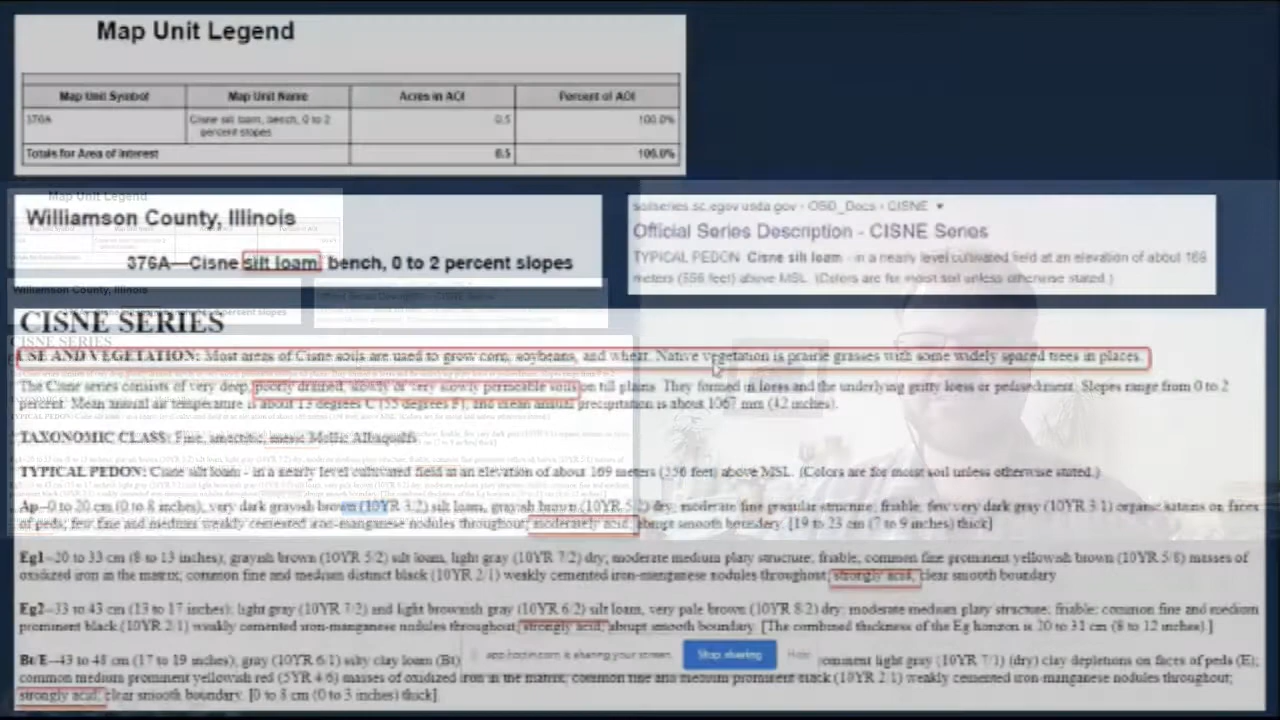 Map Unit Legend
Map Unit Symbol Map Unit Name Acres in AOI Percent of AOI
376A Cisne silt loam, bench, 0 to 2 percent slopes 0.5 100.0%
Totals for Area of Interest 0.5 100.0%
Map Unit Legend
Williamson County, Illinois
376A—Cisne silt loam, bench, 0 to 2 percent slopes
Williamson County, Illinois
soilseries.sc.egov.usda.gov › OSD_Docs › CISNE
Official Series Description - CISNE Series
TYPICAL PEDON. Cisne silt loam - in a nearly level cultivated field at an elevation of about 169
meters (556 feet) above MSL. (Colors are for moist soil unless otherwise stated.)
CISNE SERIES
CISNE SERIES
USE AND VEGETATION: Most areas of Cisne soils are used to grow corn, soybeans, and wheat. Native vegetation is prairie grasses with some widely spaced trees in places.
The Cisne series consists of very deep, poorly drained, slowly or very slowly permeable soils on till plains. They formed in loess and the underlying gritty loess or pedisediment. Slopes range from 0 to 2
percent. Mean annual air temperature is about 13 degrees C (55 degrees F), and mean annual precipitation is about 1067 mm (42 inches).
TAXONOMIC CLASS: Fine, smectitic, mesic Mollic Albaqualfs
TYPICAL PEDON: Cisne silt loam - in a nearly level cultivated field at an elevation of about 169 meters (556 feet) above MSL. (Colors are for moist soil unless otherwise stated.)
Ap--0 to 20 cm (0 to 8 inches); very dark grayish brown (10YR 3/2) silt loam, grayish brown (10YR 5/2) dry; moderate fine granular structure; friable; few very dark gray (10YR 3/1) organic stains on faces
of peds; few fine and medium weakly cemented iron-manganese nodules throughout; moderately acid; abrupt smooth boundary. [19 to 23 cm (7 to 9 inches) thick]
Eg1--20 to 33 cm (8 to 13 inches); grayish brown (10YR 5/2) silt loam, light gray (10YR 7/2) dry; moderate medium platy structure; friable; common fine prominent yellowish brown (10YR 5/8) masses of
oxidized iron in the matrix; common fine and medium distinct black (10YR 2/1) weakly cemented iron-manganese nodules throughout; strongly acid; clear smooth boundary
Eg2--33 to 43 cm (13 to 17 inches); light gray (10YR 7/2) and light brownish gray (10YR 6/2) silt loam, very pale brown (10YR 8/2) dry; moderate medium platy structure; friable; common fine and medium
prominent black (10YR 2/1) weakly cemented iron-manganese nodules throughout; strongly acid; abrupt smooth boundary. [The combined thickness of the Eg horizon is 20 to 31 cm (8 to 12 inches).]
Bt/E--43 to 48 cm (17 to 19 inches), gray (10YR 6/1) silty clay loam (Bt) prominent light gray (10YR 7/1) (dry) clay depletions on faces of peds (E);
is sharing your screen. Stop sharing Hide
common medium prominent yellowish red (5YR 4/6) masses of oxidized iron in the matrix; common fine and medium prominent black (10YR 2/1) weakly cemented iron-manganese nodules throughout;
strongly acid; clear smooth boundary. [0 to 8 cm (0 to 3 inches) thick].